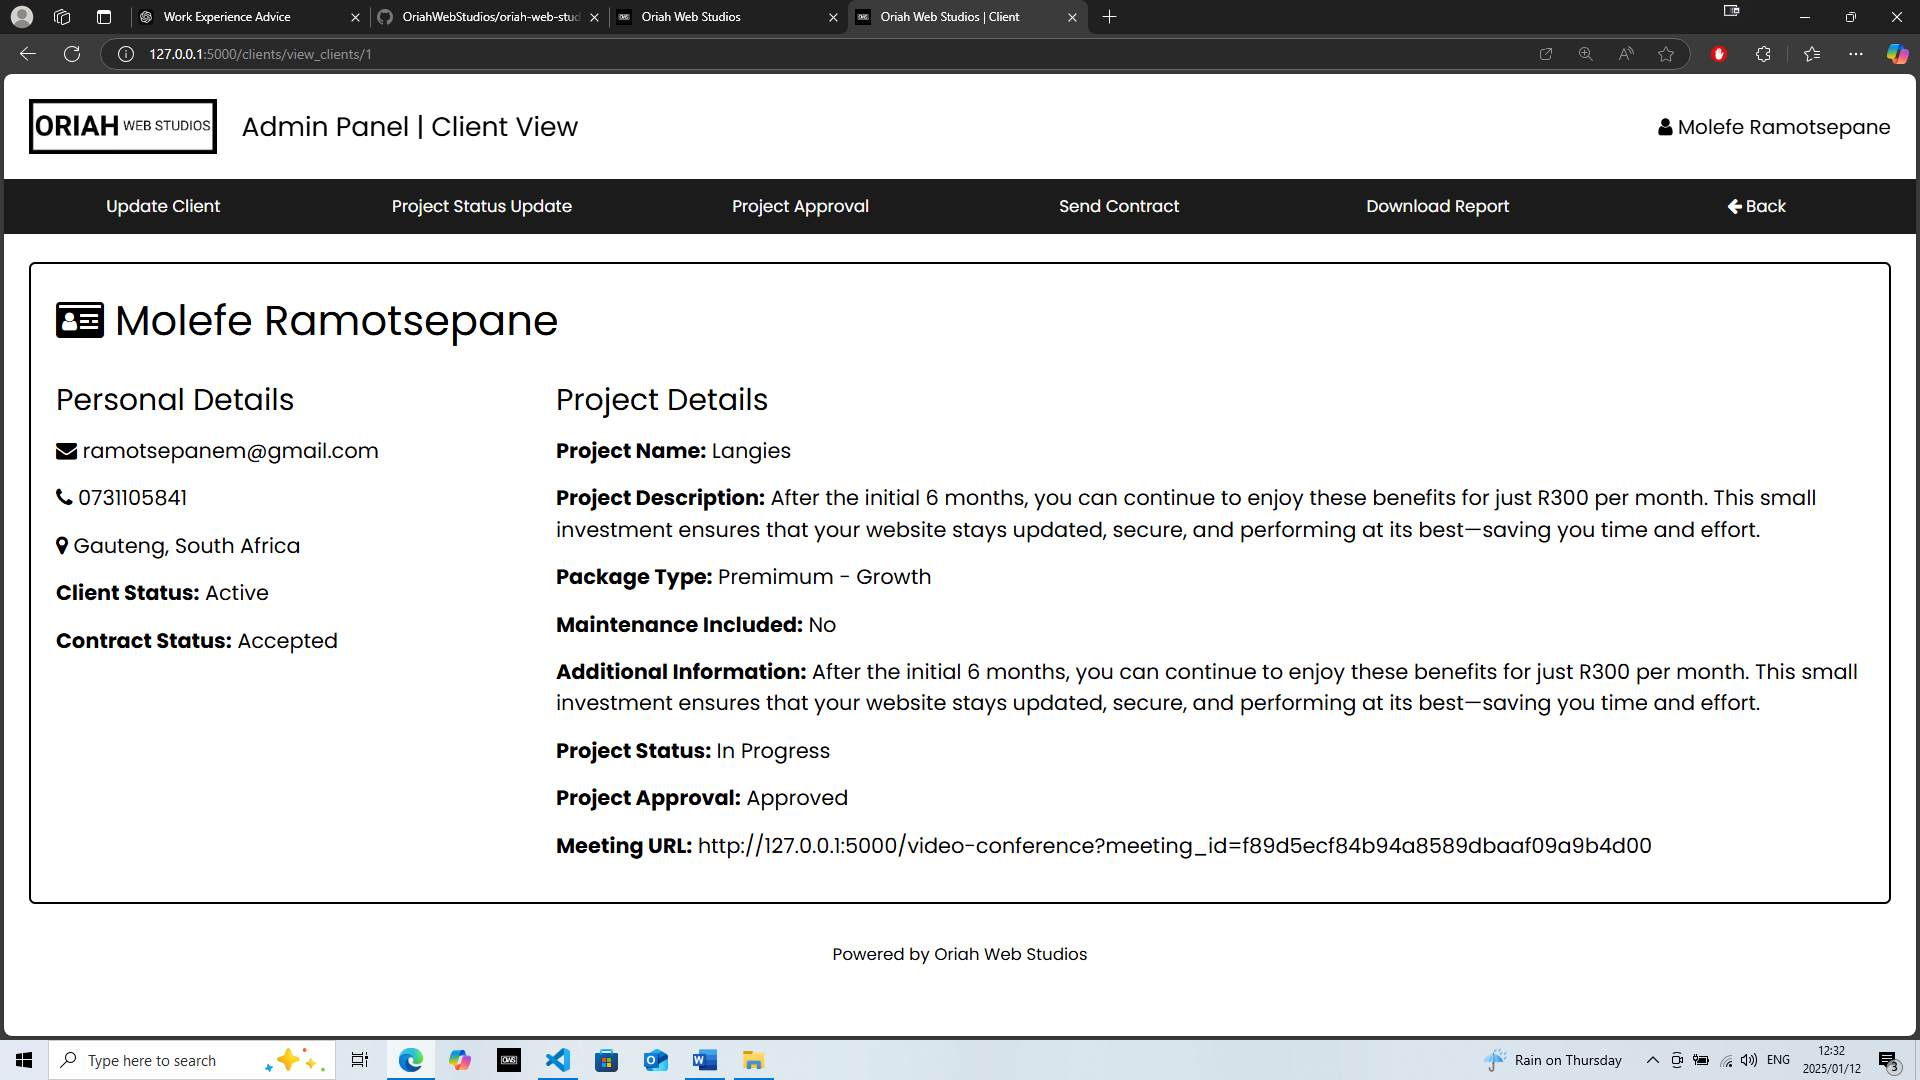 Work Experience Advice
OriahWebStudios/oriah-web-stud
Oriah Web Studios
Oriah Web Studios | Client
127.0.0.1:5000/clients/view_clients/1
ORIAH WEB STUDIOS
Admin Panel | Client View
Molefe Ramotsepane
Update Client
Project Status Update
Project Approval
Send Contract
Download Report
Back
Molefe Ramotsepane
Personal Details
ramotsepanem@gmail.com
0731105841
Gauteng, South Africa
Client Status: Active
Contract Status: Accepted
Project Details
Project Name: Langies
Project Description: After the initial 6 months, you can continue to enjoy these benefits for just R300 per month. This small
investment ensures that your website stays updated, secure, and performing at its best—saving you time and effort.
Package Type: Premimum - Growth
Maintenance Included: No
Additional Information: After the initial 6 months, you can continue to enjoy these benefits for just R300 per month. This small
investment ensures that your website stays updated, secure, and performing at its best—saving you time and effort.
Project Status: In Progress
Project Approval: Approved
Meeting URL: http://127.0.0.1:5000/video-conference?meeting_id=f89d5ecf84b94a8589dbaaf09a9b4d00
Powered by Oriah Web Studios
Type here to search
OWS
Rain on Thursday
ENG
12:32
2025/01/12
3